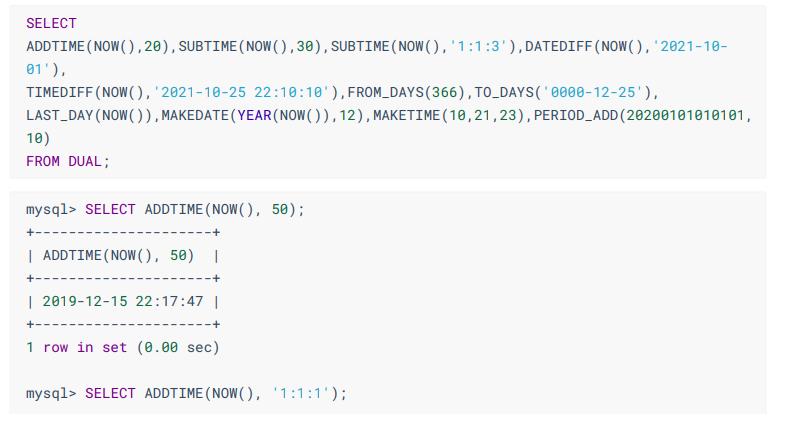 SELECT
ADDTIME(NOW(),20),SUBTIME(NOW(),30),SUBTIME(NOW(),'1:1:3'),DATEDIFF(NOW(),'2021-10-
01'),
TIMEDIFF(NOW(),'2021-10-25 22:10:10'),FROM_DAYS(366),TO_DAYS('0000-12-25'),
LAST_DAY(NOW()),MAKEDATE(YEAR(NOW()),12),MAKETIME(10,21,23),PERIOD_ADD(20200101010101,
10)
FROM DUAL;
mysql> SELECT ADDTIME(NOW(), 50);
+---------------------+
| ADDTIME(NOW(), 50)  |
+---------------------+
| 2019-12-15 22:17:47 |
+---------------------+
1 row in set (0.00 sec)
mysql> SELECT ADDTIME(NOW(), '1:1:1');